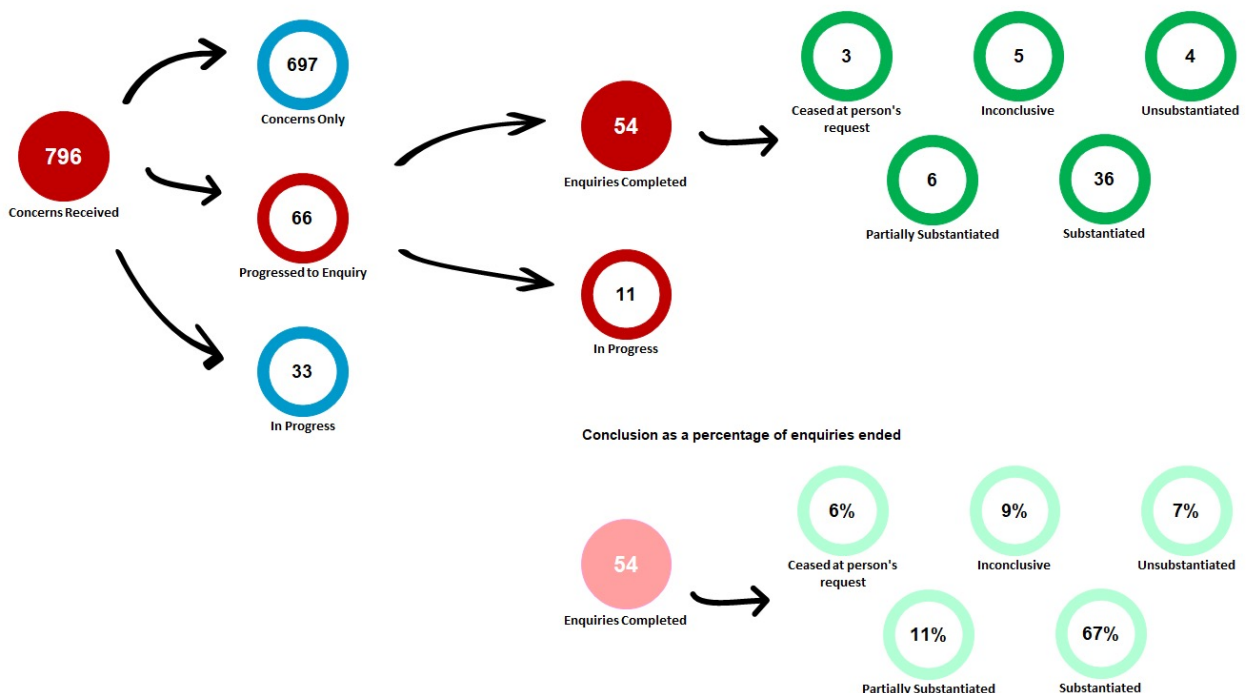 796
Concerns Received
697
Concerns Only
66
Progressed to Enquiry
33
In Progress
54
Enquiries Completed
11
In Progress
3
Ceased at person's
request
5
Inconclusive
4
Unsubstantiated
6
Partially Substantiated
36
Substantiated
Conclusion as a percentage of enquiries ended
54
Enquiries Completed
6%
Ceased at person's
request
9%
Inconclusive
7%
Unsubstantiated
11%
Partially Substantiated
67%
Substantiated